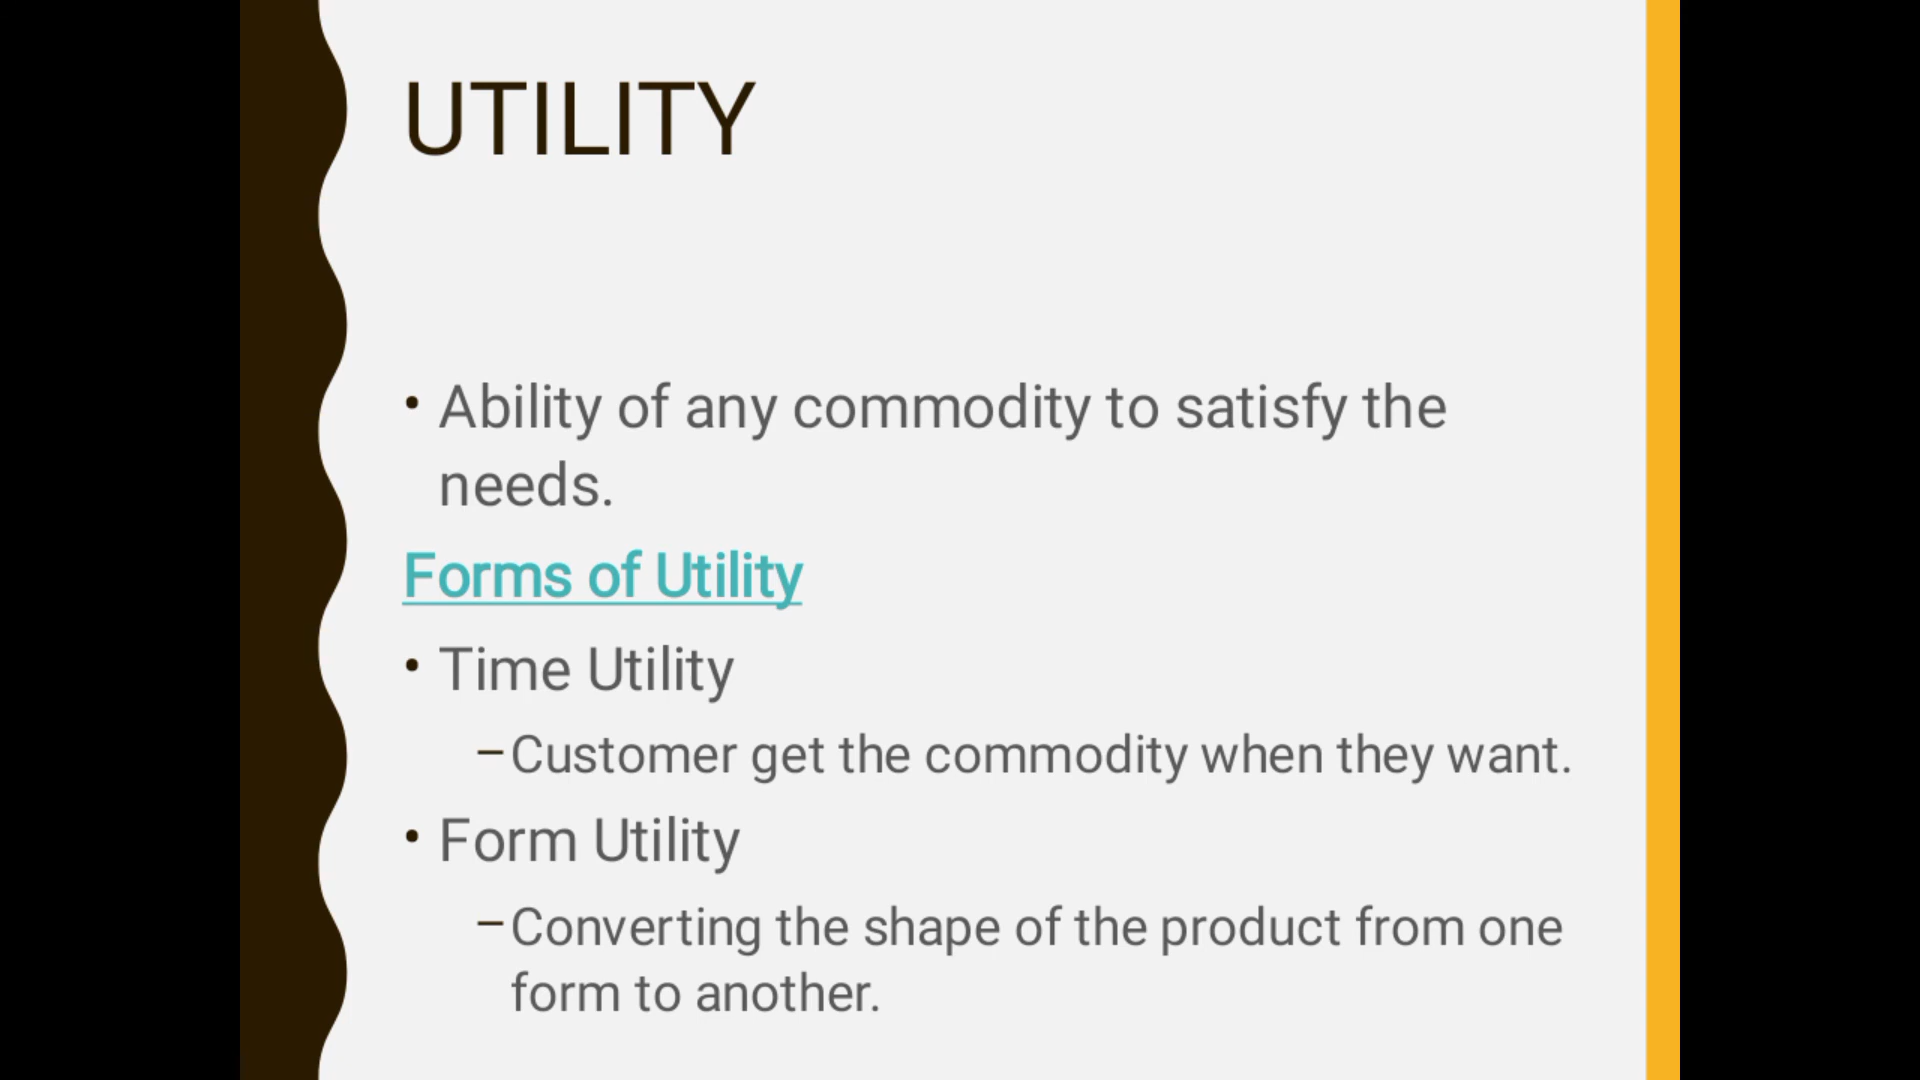 UTILITY
• Ability of any commodity to satisfy the
needs.
Forms of Utility
• Time Utility
–Customer get the commodity when they want.
• Form Utility
–Converting the shape of the product from one
form to another.